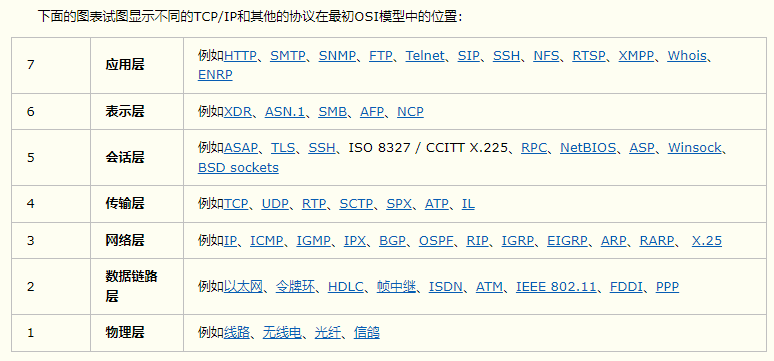 下面的图表试图显示不同的TCP/IP和其他的协议在最初OSI模型中的位置：
7 应用层 例如HTTP、SMTP、SNMP、FTP、Telnet、SIP、SSH、NFS、RTSP、XMPP、Whois、
ENRP
6 表示层 例如XDR、ASN.1、SMB、AFP、NCP
5 会话层 例如ASAP、TLS、SSH、ISO 8327 / CCITT X.225、RPC、NetBIOS、ASP、Winsock、
BSD sockets
4 传输层 例如TCP、UDP、RTP、SCTP、SPX、ATP、IL
3 网络层 例如IP、ICMP、IGMP、IPX、BGP、OSPF、RIP、IGRP、EIGRP、ARP、RARP、 X.25
2 数据链路
层 例如以太网、令牌环、HDLC、帧中继、ISDN、ATM、IEEE 802.11、FDDI、PPP
1 物理层 例如线路、无线电、光纤、信鸽